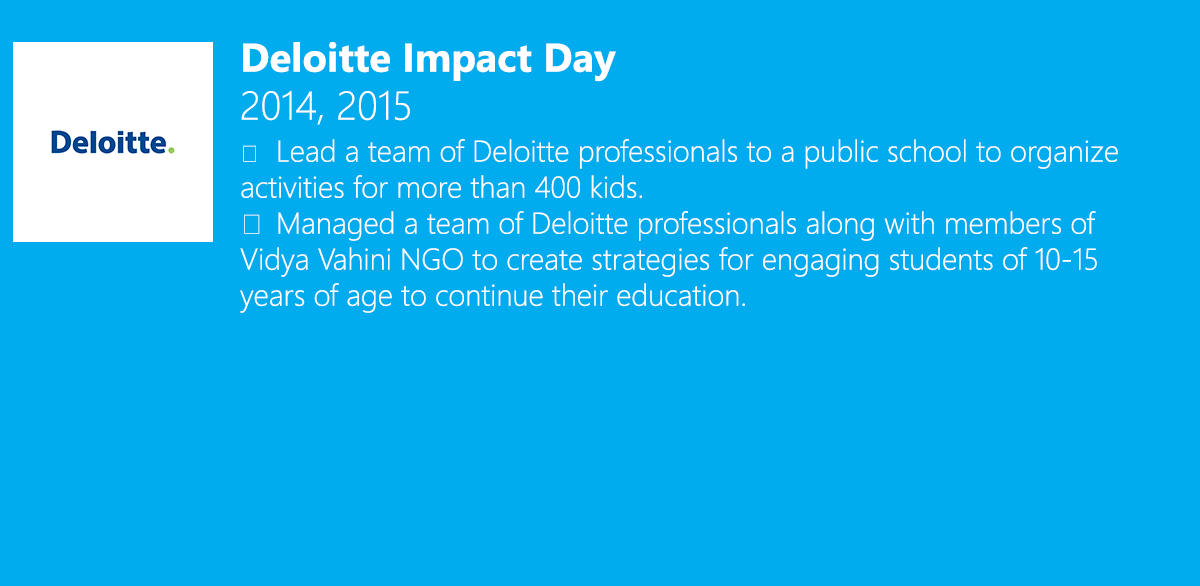 Deloitte.
Deloitte Impact Day
2014, 2015
 Lead a team of Deloitte professionals to a public school to organize
activities for more than 400 kids.
 Managed a team of Deloitte professionals along with members of
Vidya Vahini NGO to create strategies for engaging students of 10-15
years of age to continue their education.